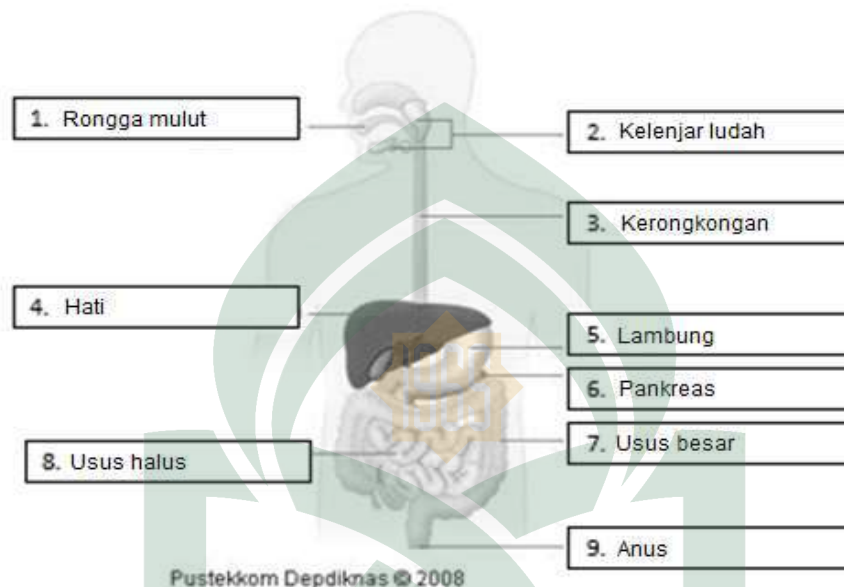 1. Rongga mulut
2. Kelenjar ludah
3. Kerongkongan
4. Hati
5. Lambung
6. Pankreas
7. Usus besar
8. Usus halus
9. Anus
Pustekkom Depdiknas © 2008